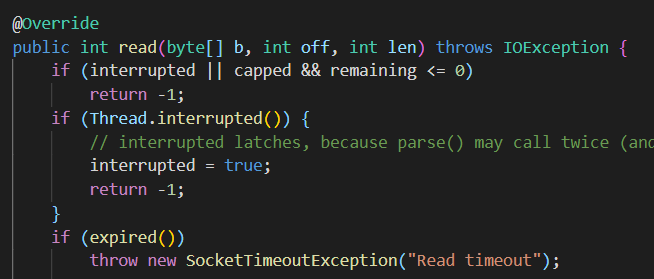 @Override
public int read(byte[] b, int off, int len) throws IOException {
if (interrupted || capped && remaining <= 0)
return -1;
if (Thread.interrupted()) {
// interrupted latches, because parse() may call twice (and
interrupted = true;
return -1;
}
if (expired())
throw new SocketTimeoutException("Read timeout");